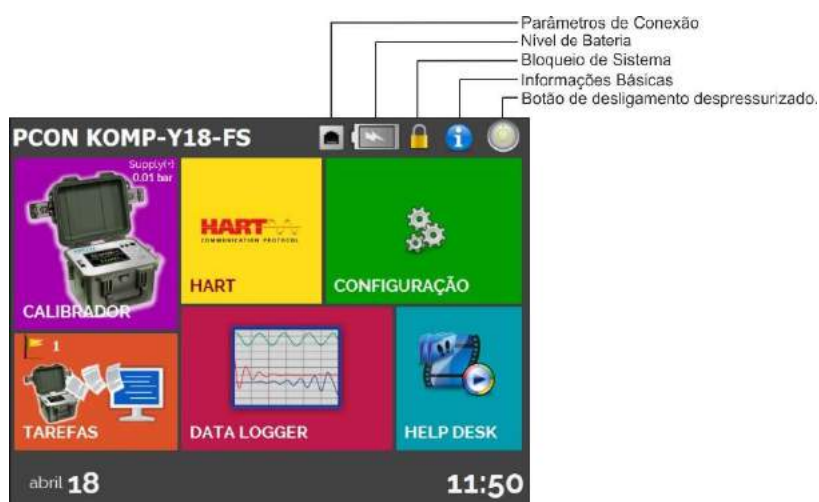 Parâmetros de Conexão
Nível de Bateria
Bloqueio de Sistema
Informações Básicas
Botão de desligamento despressurizado.
PCON KOMP-Y18-FS
Supply(+)
0.01 bar
CALIBRADOR
HART
COMMUNICATION PROTOCOL
HART
CONFIGURAÇÃO
1
TAREFAS
DATA LOGGER
HELP DESK
abril 18
11:50